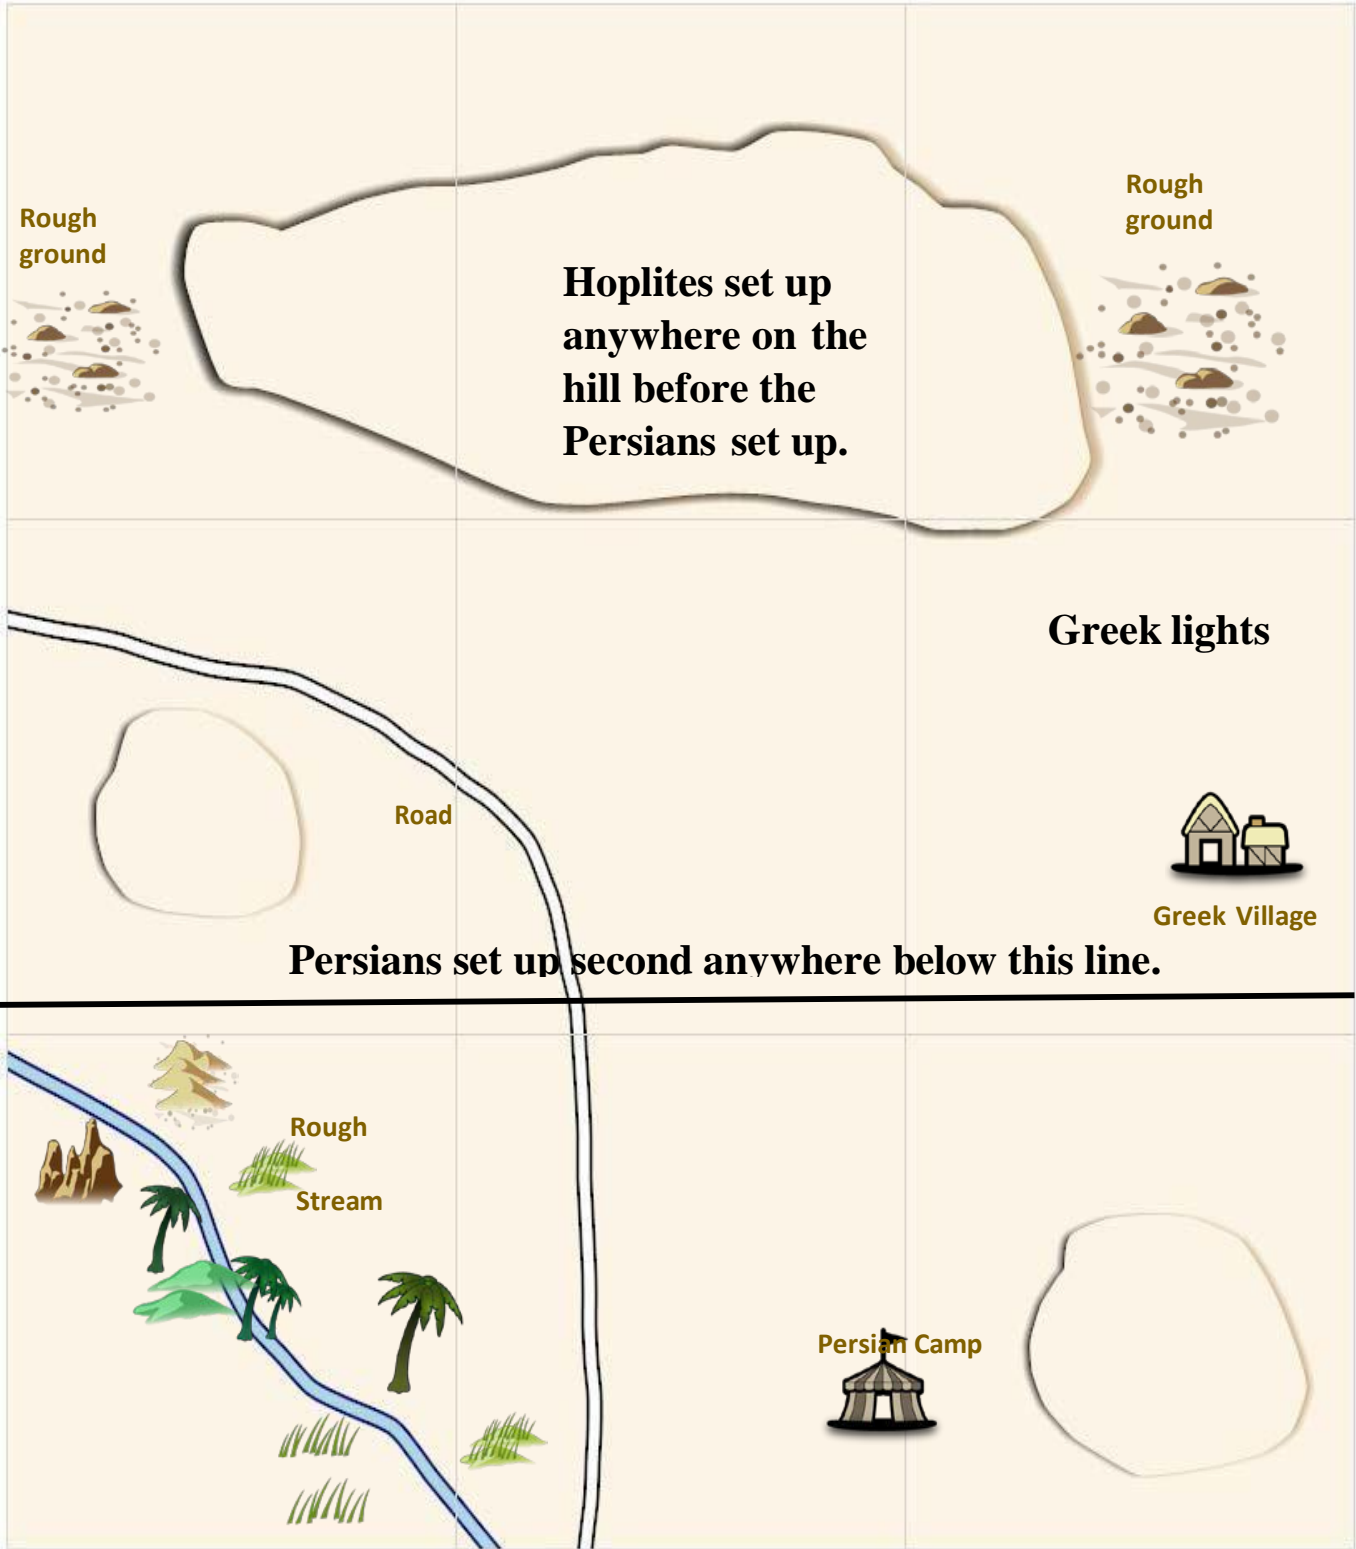 Rough
ground
Rough
ground
Hoplites set up
anywhere on the
hill before the
Persians set up.
Greek lights
Road
Greek Village
Persians set up second anywhere below this line.
Rough
Stream
Persian Camp